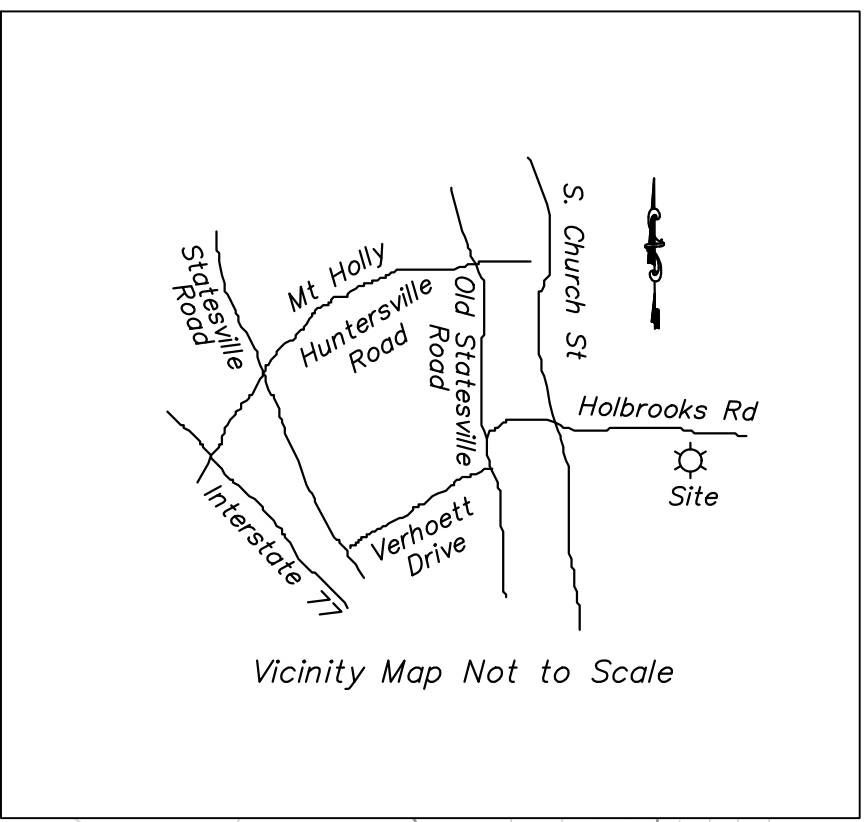 S. Church St
Statesville
Road
Mt Holly
Huntersville
Road
Old Statesville
Road
Holbrooks Rd
Site
Interstate 77
Verhoett
Drive
Vicinity Map Not to Scale